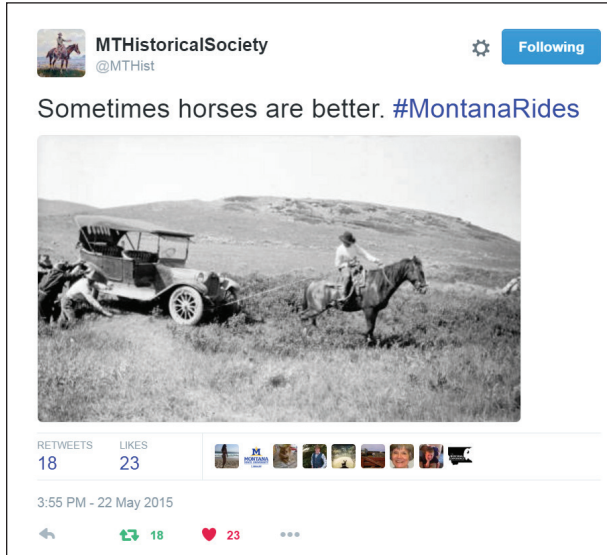 MTHistoricalSociety
@MTHist
Following
Sometimes horses are better. #MontanaRides
RETWEETS
18
LIKES
23
M
MONTANA
3:55 PM - 22 May 2015
18
23